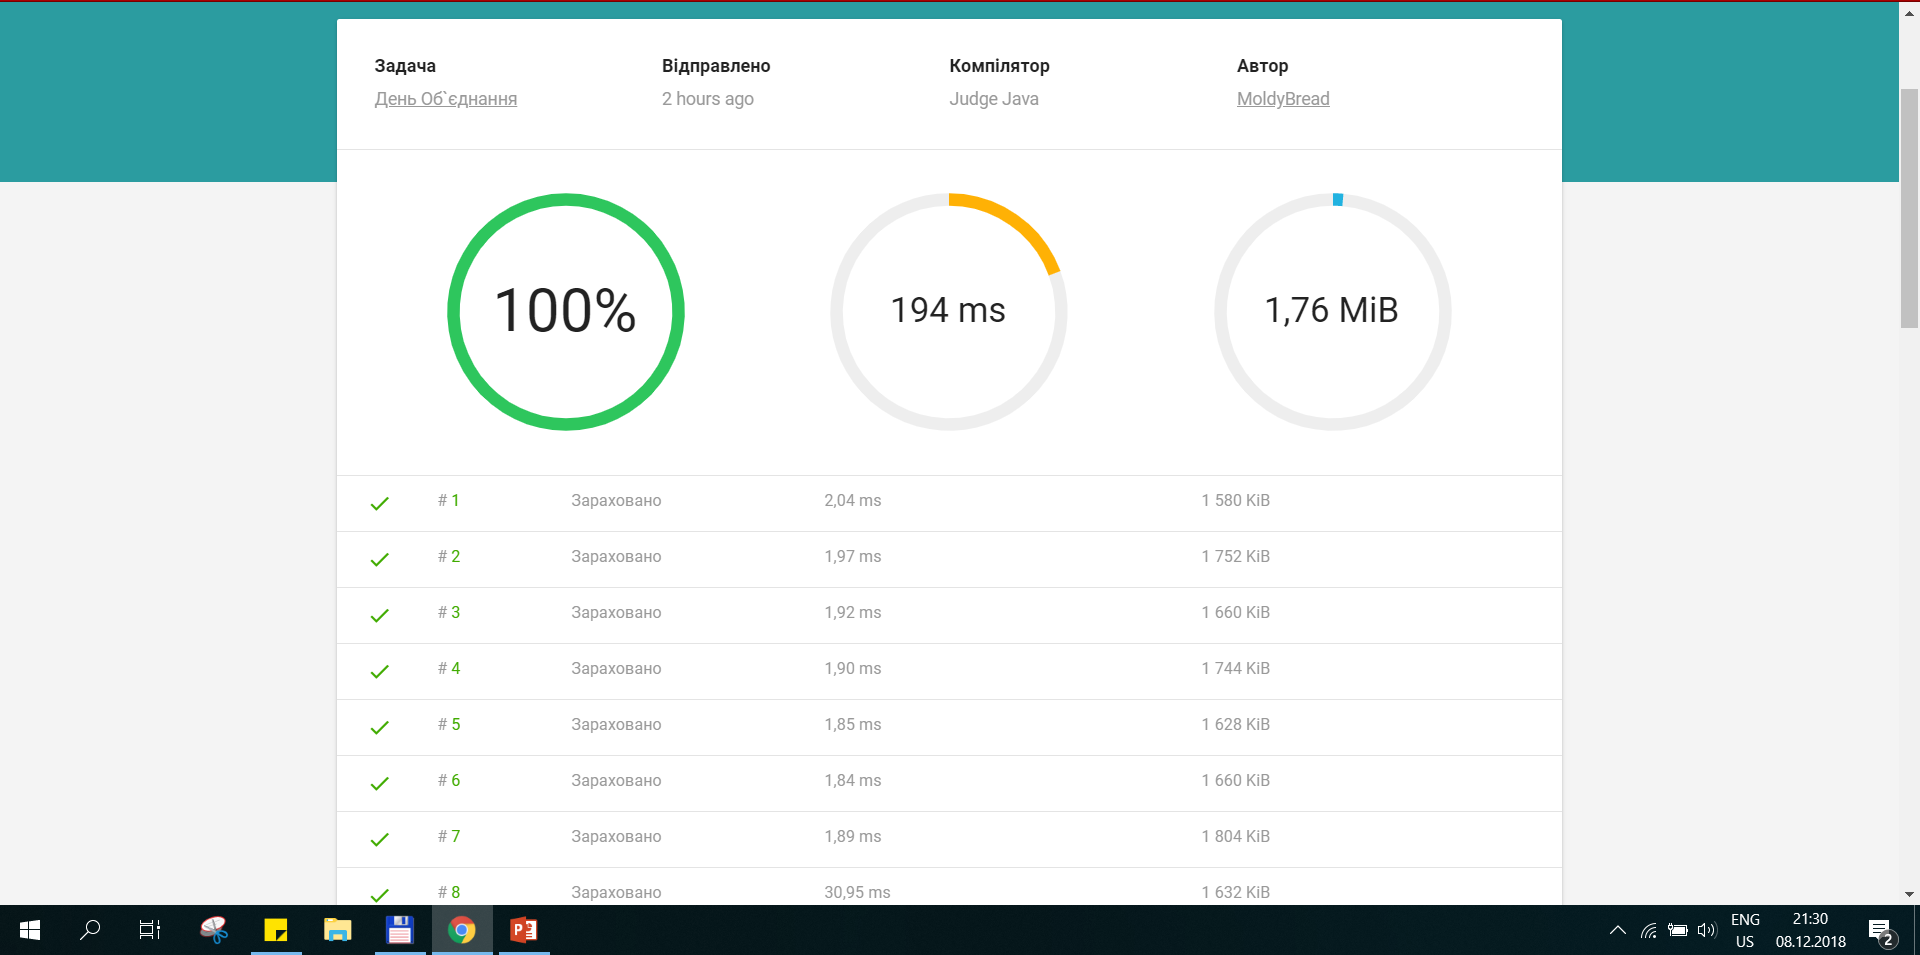 Задача Відправлено Компілятор Автор
День Об`єднання 2 hours ago Judge Java MoldyBread
100% 194 ms 1,76 MiB
# 1 Зараховано 2,04 ms 1 580 KiB
# 2 Зараховано 1,97 ms 1 752 KiB
# 3 Зараховано 1,92 ms 1 660 KiB
# 4 Зараховано 1,90 ms 1 744 KiB
# 5 Зараховано 1,85 ms 1 628 KiB
# 6 Зараховано 1,84 ms 1 660 KiB
# 7 Зараховано 1,89 ms 1 804 KiB
# 8 Зараховано 30,95 ms 1 632 KiB
ENG 21:30
US 08.12.2018 2